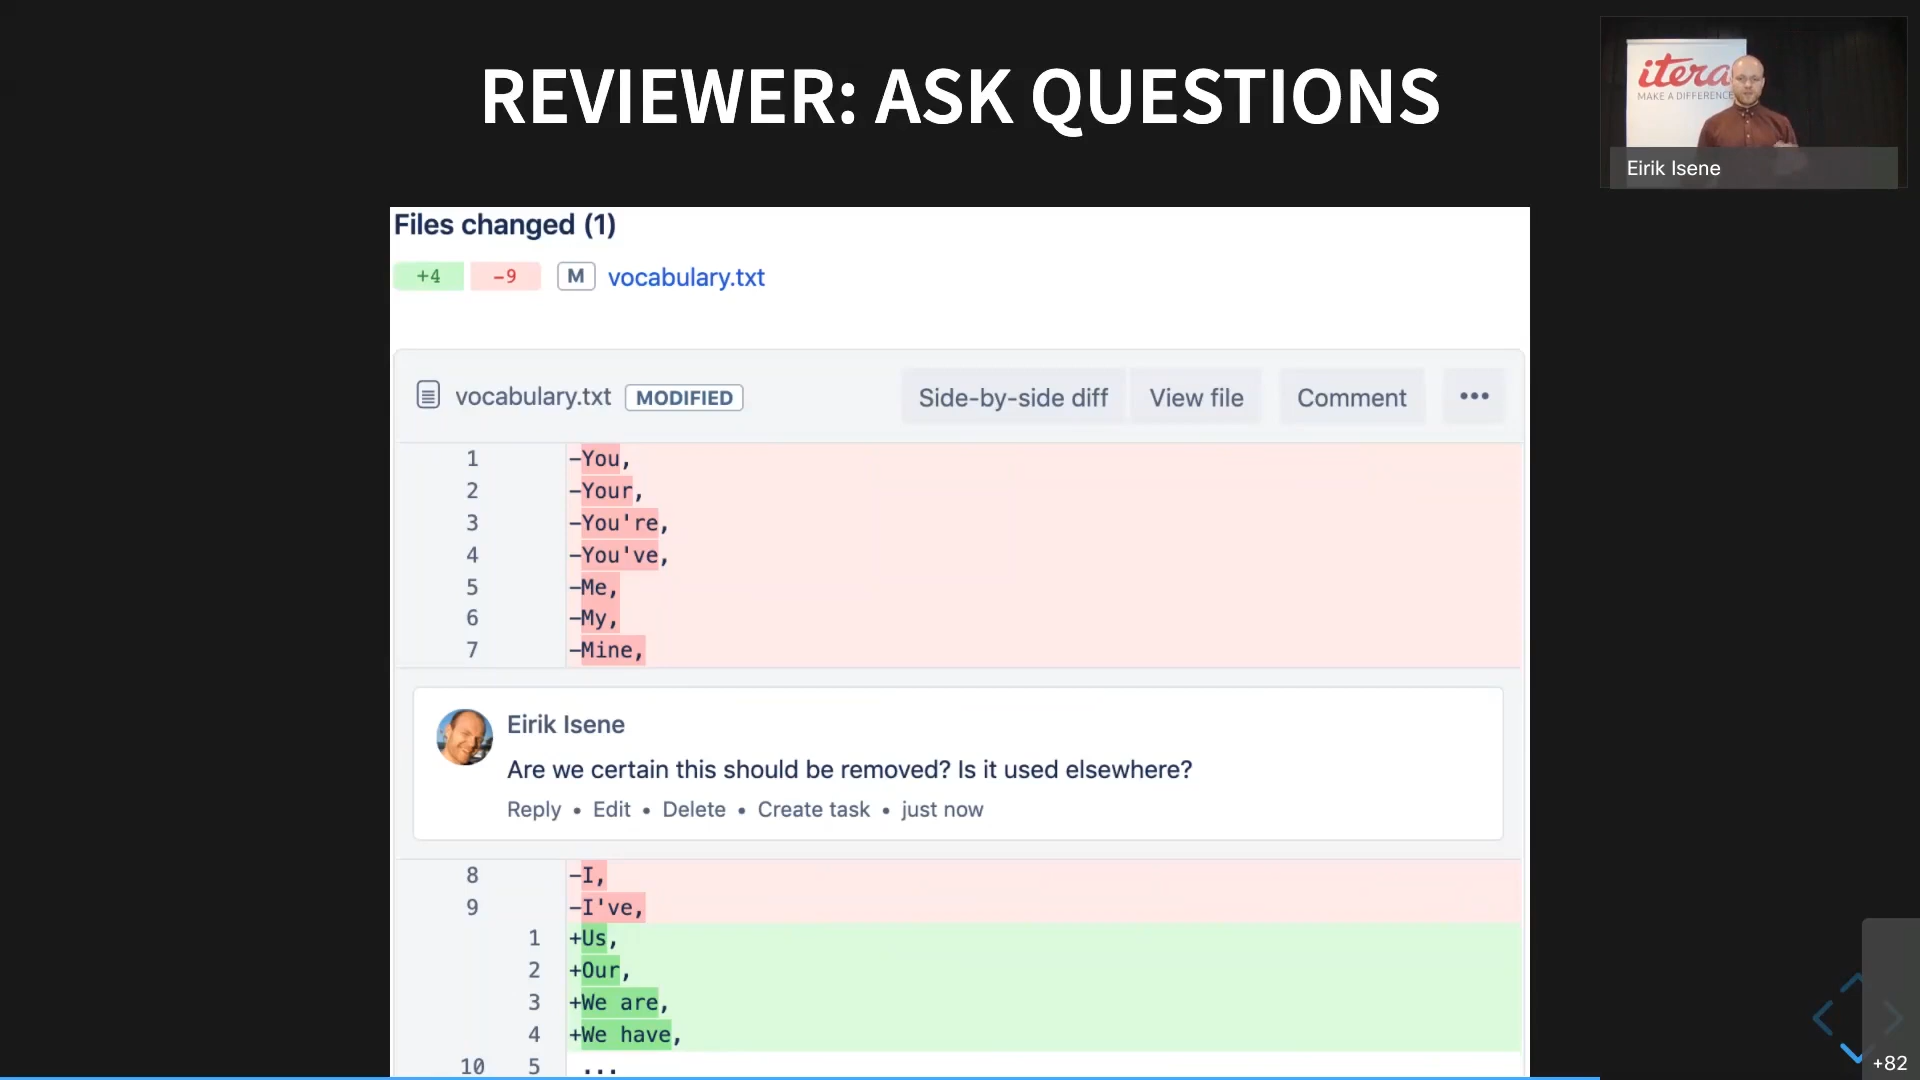 REVIEWER: ASK QUESTIONS
itera
MAKE A DIFFERENCE
Eirik Isene
Files changed (1)
+4 -9 M vocabulary.txt
vocabulary.txt MODIFIED Side-by-side diff View file Comment •••
1 -You,
2 -Your,
3 -You're,
4 -You've,
5 -Me,
6 -My,
7 -Mine,
Eirik Isene
Are we certain this should be removed? Is it used elsewhere?
Reply • Edit • Delete • Create task • just now
8 -I,
9 -I've,
1 +Us,
2 +Our,
3 +We are,
4 +We have,
10 5 ...
+82